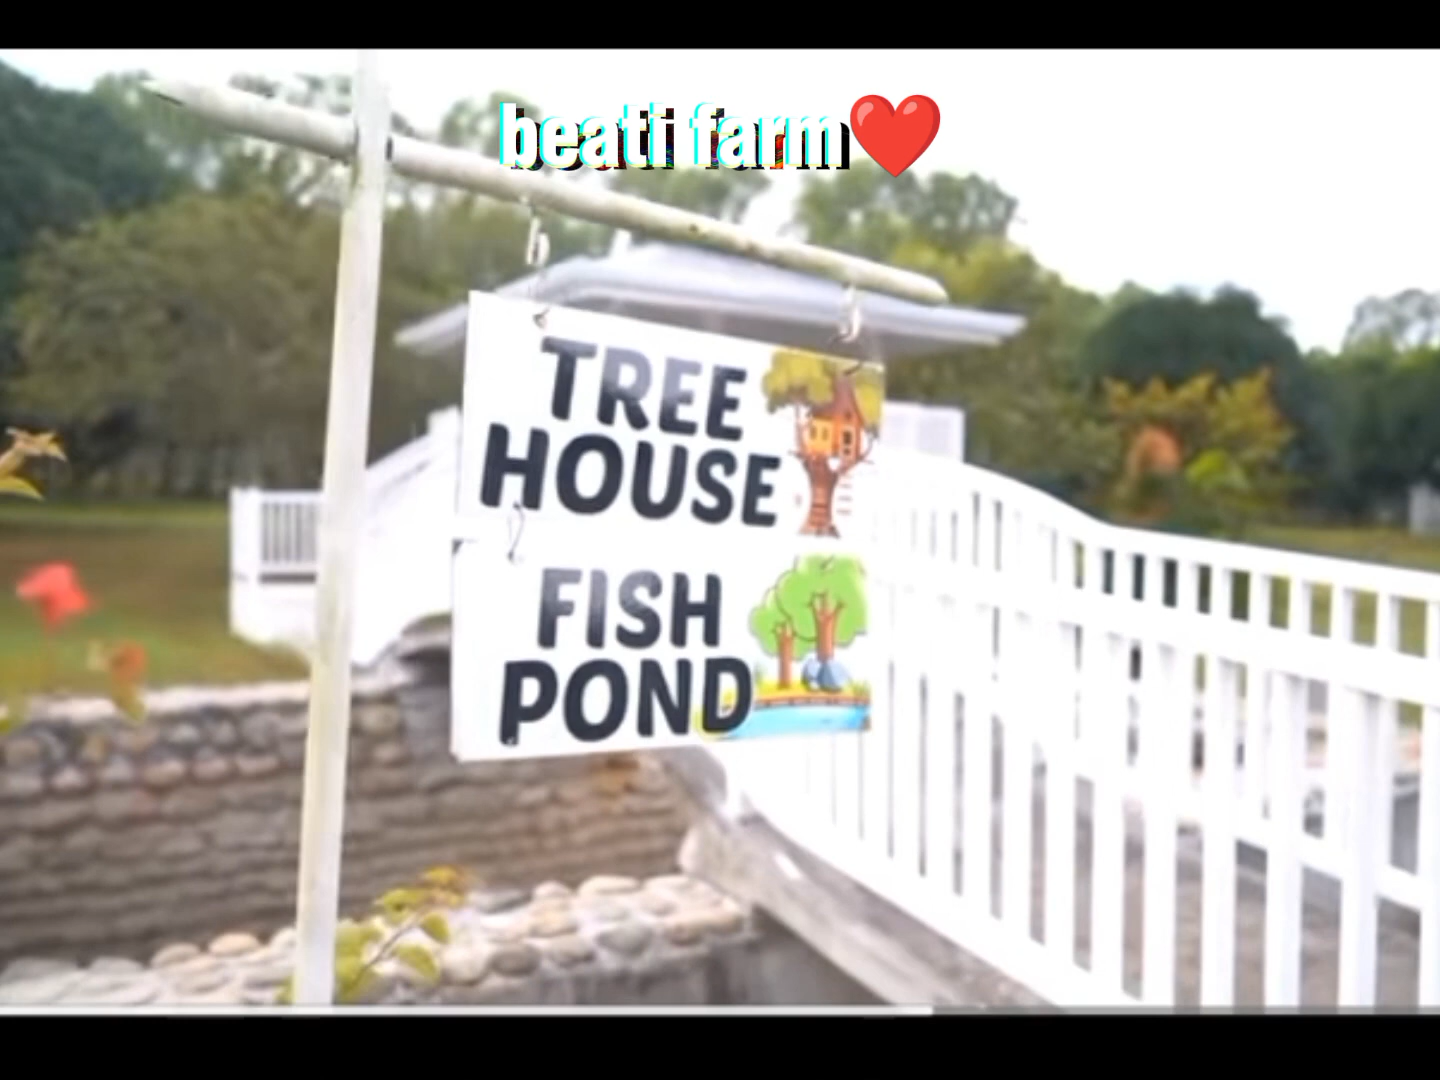 beati farm❤️
TREE
HOUSE
FISH
POND